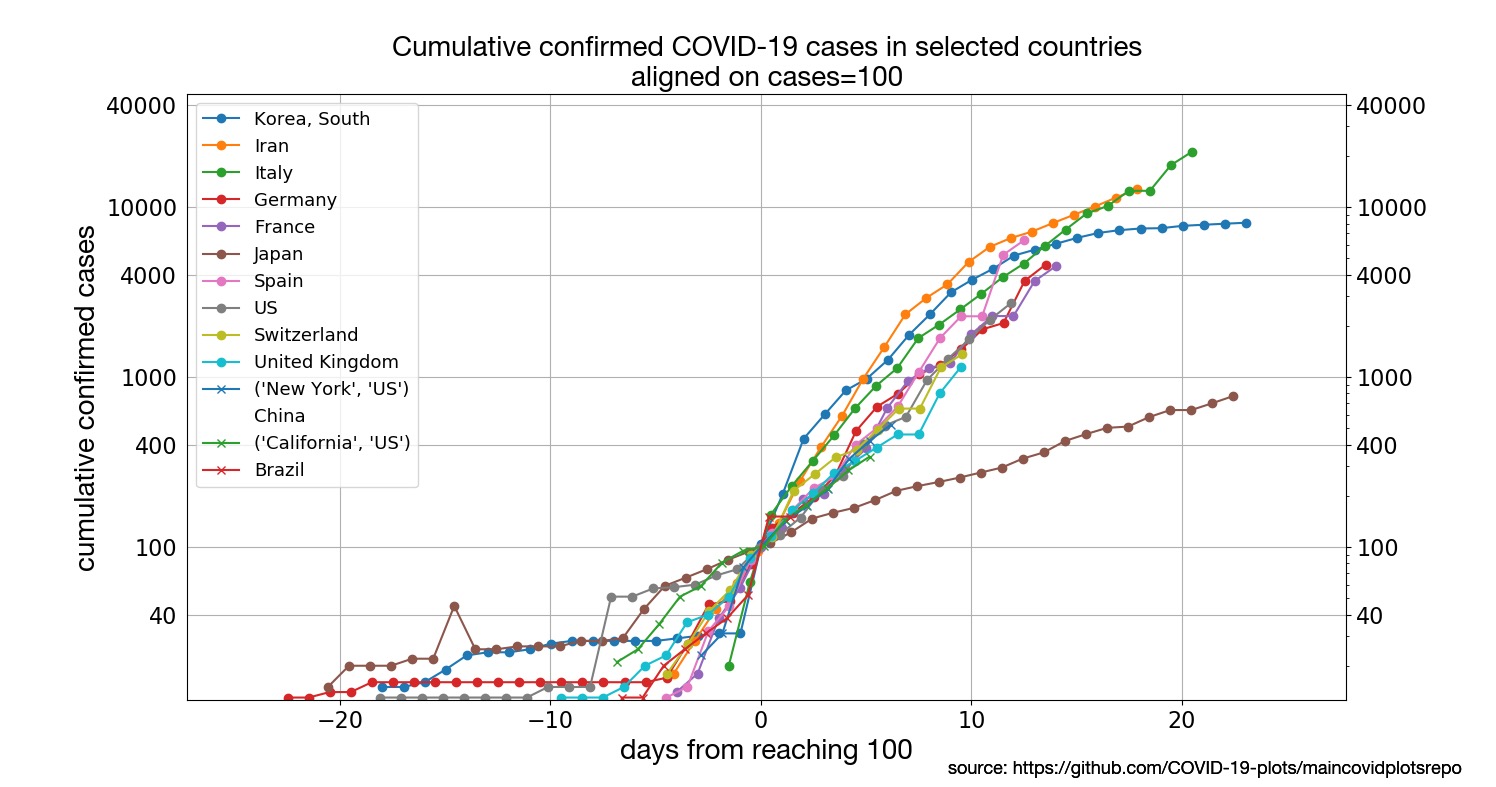 Cumulative confirmed COVID-19 cases in selected countries
aligned on cases=100
cumulative confirmed cases
40000
10000
4000
1000
400
100
40
Korea, South
Iran
Italy
Germany
France
Japan
Spain
US
Switzerland
United Kingdom
('New York', 'US')
China
('California', 'US')
Brazil
40000
10000
4000
1000
400
100
40
−20 −10 0 10 20
days from reaching 100
source: https://github.com/COVID-19-plots/maincovidplotsrepo